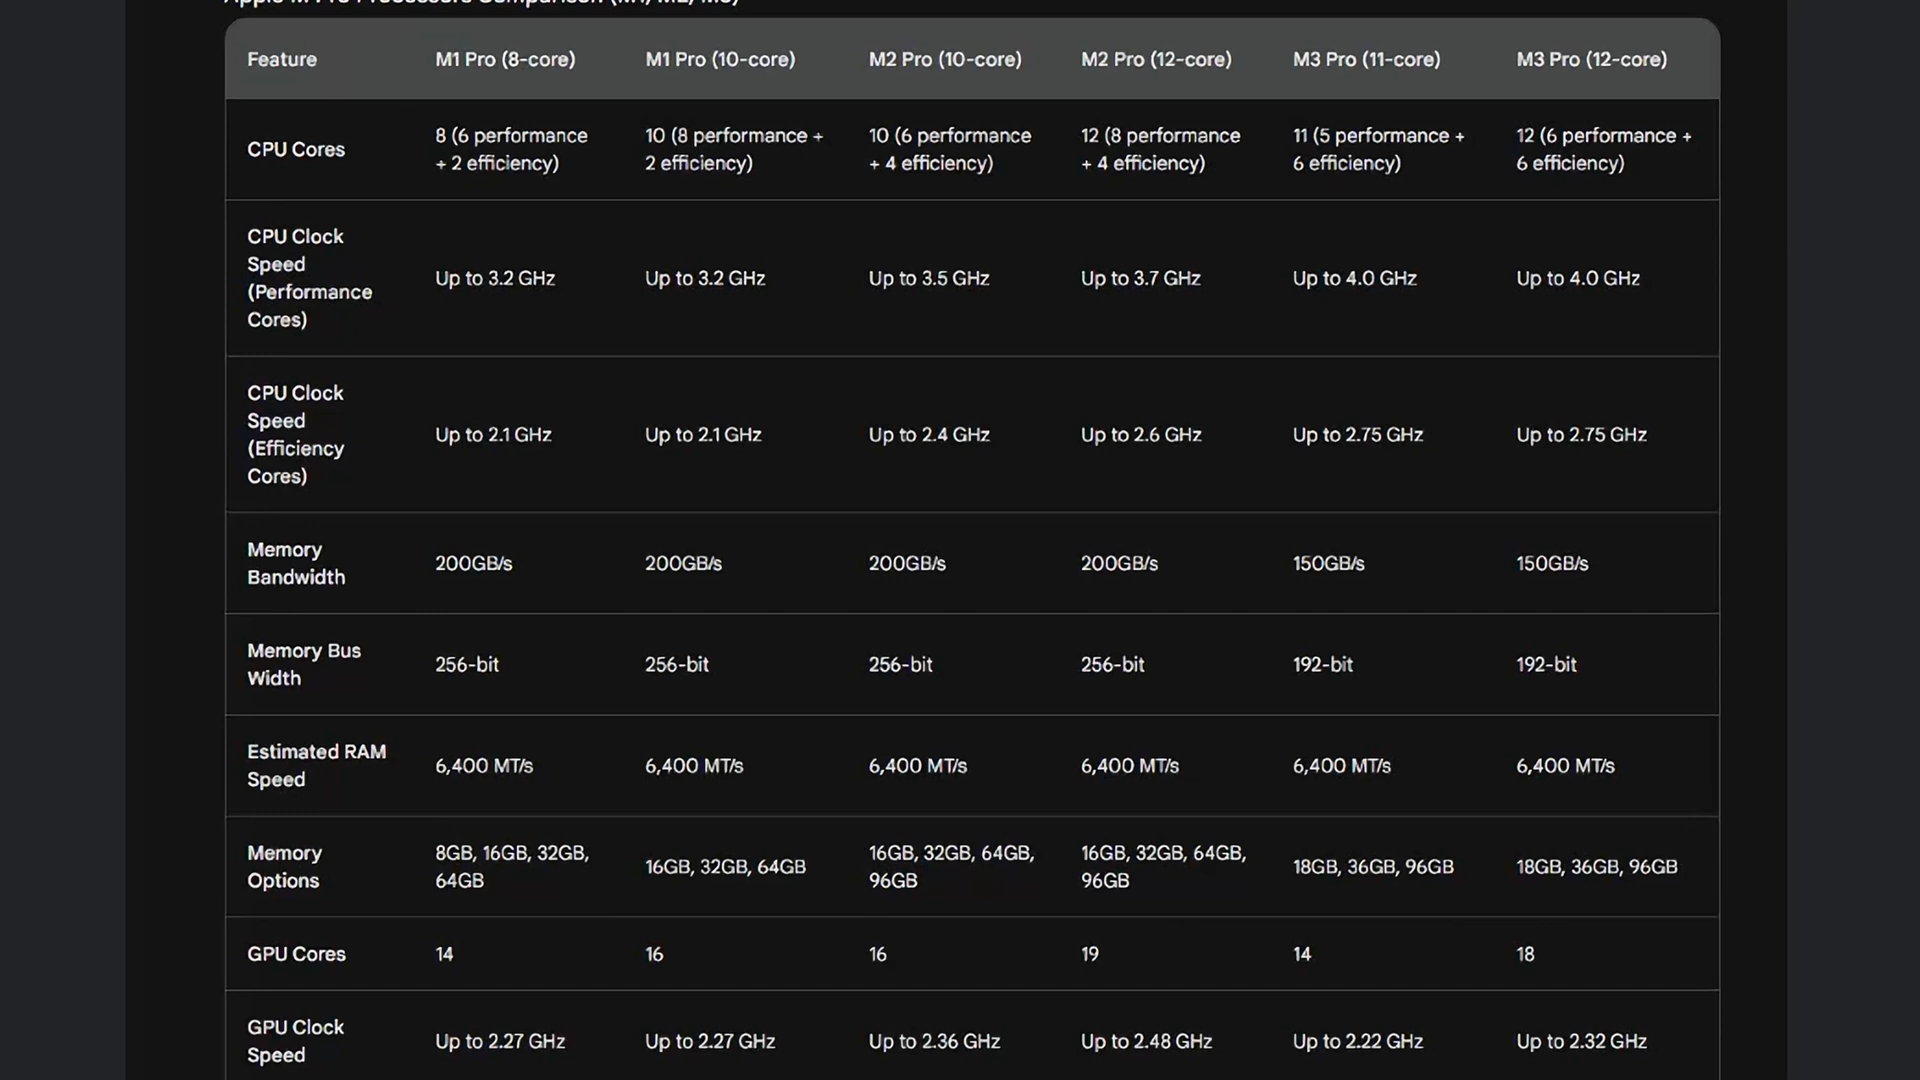 Apple M Pro Processors Comparison (M1/M2/M3)
Feature M1 Pro (8-core) M1 Pro (10-core) M2 Pro (10-core) M2 Pro (12-core) M3 Pro (11-core) M3 Pro (12-core)
CPU Cores
8 (6 performance
+ 2 efficiency)
10 (8 performance +
2 efficiency)
10 (6 performance
+ 4 efficiency)
12 (8 performance
+ 4 efficiency)
11 (5 performance +
6 efficiency)
12 (6 performance +
6 efficiency)
CPU Clock
Speed
(Performance
Cores)
Up to 3.2 GHz Up to 3.2 GHz Up to 3.5 GHz Up to 3.7 GHz Up to 4.0 GHz Up to 4.0 GHz
CPU Clock
Speed
(Efficiency
Cores)
Up to 2.1 GHz Up to 2.1 GHz Up to 2.4 GHz Up to 2.6 GHz Up to 2.75 GHz Up to 2.75 GHz
Memory
Bandwidth
200GB/s 200GB/s 200GB/s 200GB/s 150GB/s 150GB/s
Memory Bus
Width
256-bit 256-bit 256-bit 256-bit 192-bit 192-bit
Estimated RAM
Speed
6,400 MT/s 6,400 MT/s 6,400 MT/s 6,400 MT/s 6,400 MT/s 6,400 MT/s
Memory
Options
8GB, 16GB, 32GB,
64GB
16GB, 32GB, 64GB
16GB, 32GB, 64GB,
96GB
16GB, 32GB, 64GB,
96GB
18GB, 36GB, 96GB
18GB, 36GB, 96GB
GPU Cores 14 16 16 19 14 18
GPU Clock
Speed
Up to 2.27 GHz Up to 2.27 GHz Up to 2.36 GHz Up to 2.48 GHz Up to 2.22 GHz Up to 2.32 GHz